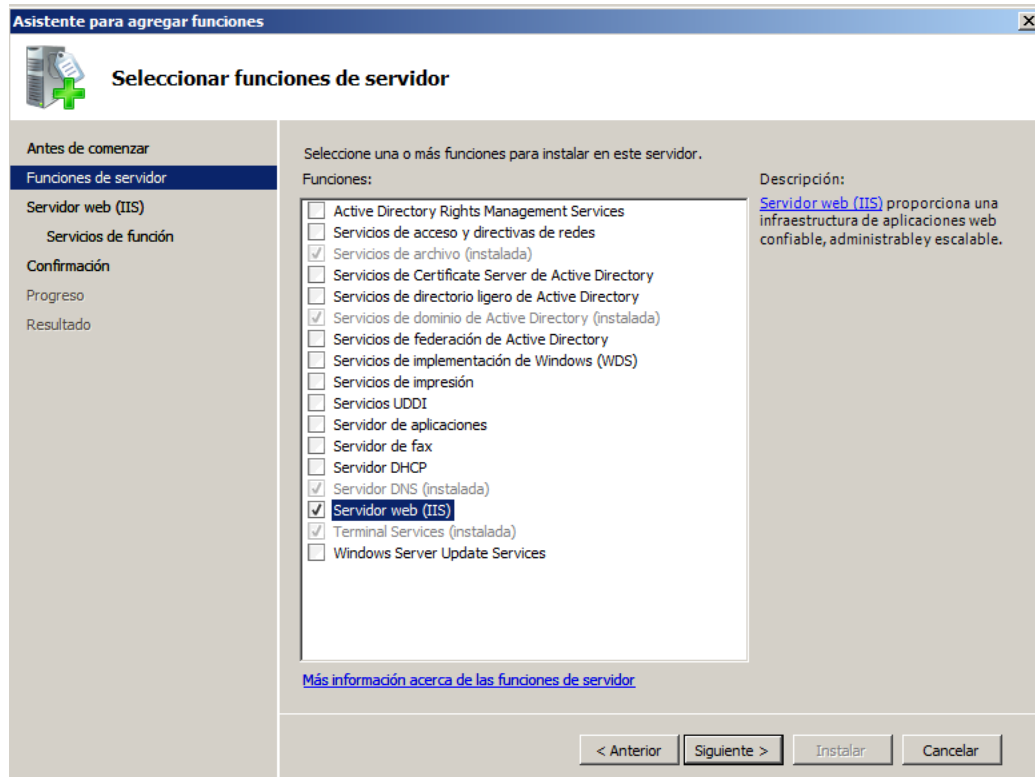 Asistente para agregar funciones
Seleccionar funciones de servidor
Antes de comenzar
Funciones de servidor
Servidor web (IIS)
Servicios de función
Confirmación
Progreso
Resultado
Seleccione una o más funciones para instalar en este servidor.
Funciones:
Active Directory Rights Management Services
Servicios de acceso y directivas de redes
Servicios de archivo (instalada)
Servicios de Certificate Server de Active Directory
Servicios de directorio ligero de Active Directory
Servicios de dominio de Active Directory (instalada)
Servicios de federación de Active Directory
Servicios de implementación de Windows (WDS)
Servicios de impresión
Servicios UDDI
Servidor de aplicaciones
Servidor de fax
Servidor DHCP
Servidor DNS (instalada)
Servidor web (IIS)
Terminal Services (instalada)
Windows Server Update Services
Más información acerca de las funciones de servidor
Descripción:
Servidor web (IIS) proporciona una
infraestructura de aplicaciones web
confiable, administrable y escalable.
< Anterior
Siguiente >
Instalar
Cancelar